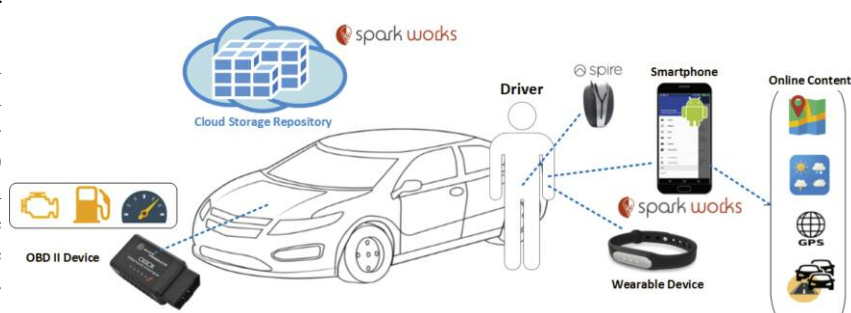 spark works
Cloud Storage Repository
Driver
spire
Smartphone
Online Content
OBD II Device
spark works
GPS
Wearable Device